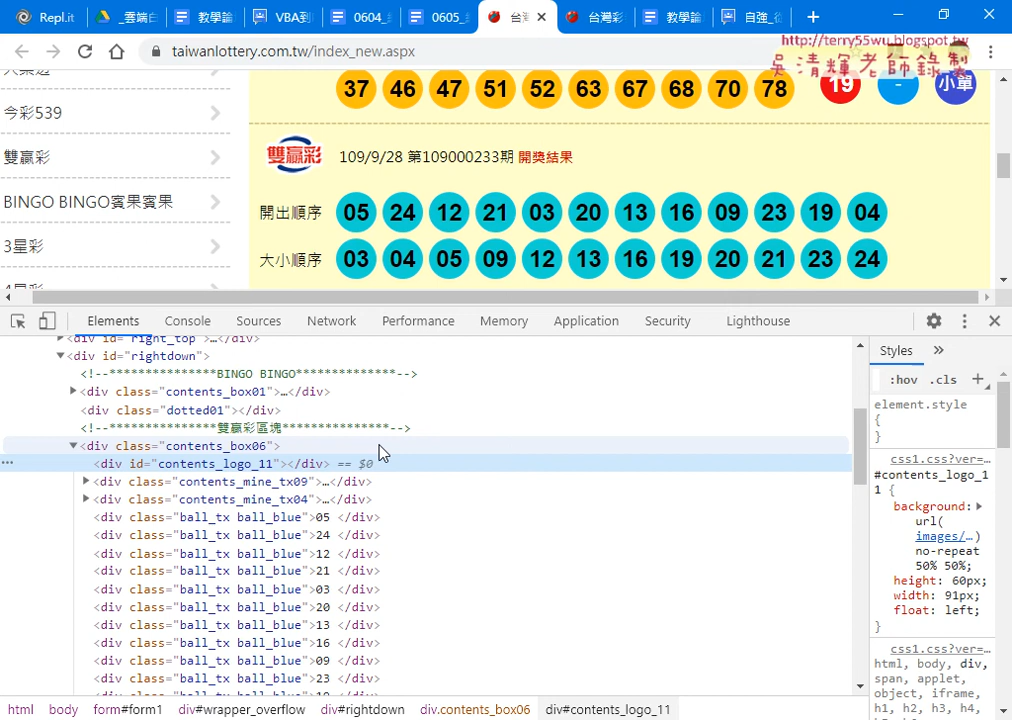 Repl.it
_雲端白
教學論
VBA到
0604_
0605_
台灣
台灣彩
教學論
自強_從
taiwanlottery.com.tw/index_new.aspx
http://terry55wu.blogspot.tw
吳清輝老師錄製
今彩539
雙贏彩
BINGO BINGO賓果賓果
3星彩
37 46 47 51 52 63 67 68 70 78 19 - 小單
雙贏彩
109/9/28 第109000233期 開獎結果
開出順序 05 24 12 21 03 20 13 16 09 23 19 04
大小順序 03 04 05 09 12 13 16 19 20 21 23 24
Elements Console Sources Network Performance Memory Application Security Lighthouse
<div id="right_top">…</div>
<div id="rightdown">
<!--***************BINGO BINGO**************-->
<div class="contents_box01">…</div>
<div class="dotted01"></div>
<!--***************雙贏彩區塊***************-->
<div class="contents_box06">
<div id="contents_logo_11"></div> == $0
<div class="contents_mine_tx09">…</div>
<div class="contents_mine_tx04">…</div>
<div class="ball_tx ball_blue">05 </div>
<div class="ball_tx ball_blue">24 </div>
<div class="ball_tx ball_blue">12 </div>
<div class="ball_tx ball_blue">21 </div>
<div class="ball_tx ball_blue">03 </div>
<div class="ball_tx ball_blue">20 </div>
<div class="ball_tx ball_blue">13 </div>
<div class="ball_tx ball_blue">16 </div>
<div class="ball_tx ball_blue">09 </div>
<div class="ball_tx ball_blue">23 </div>
html body form#form1 div#wrapper_overflow div#rightdown div.contents_box06 div#contents_logo_11
Styles »
:hov .cls +
element.style
{
}
css1.css?ver=…
#contents_logo_1
1 {
background:
url(
images/…)
no-repeat
50% 50%;
height: 60px;
width: 91px;
float: left;
}
css1.css?ver=…
html, body, div,
span, applet,
object, iframe,
h1, h2, h3, h4,